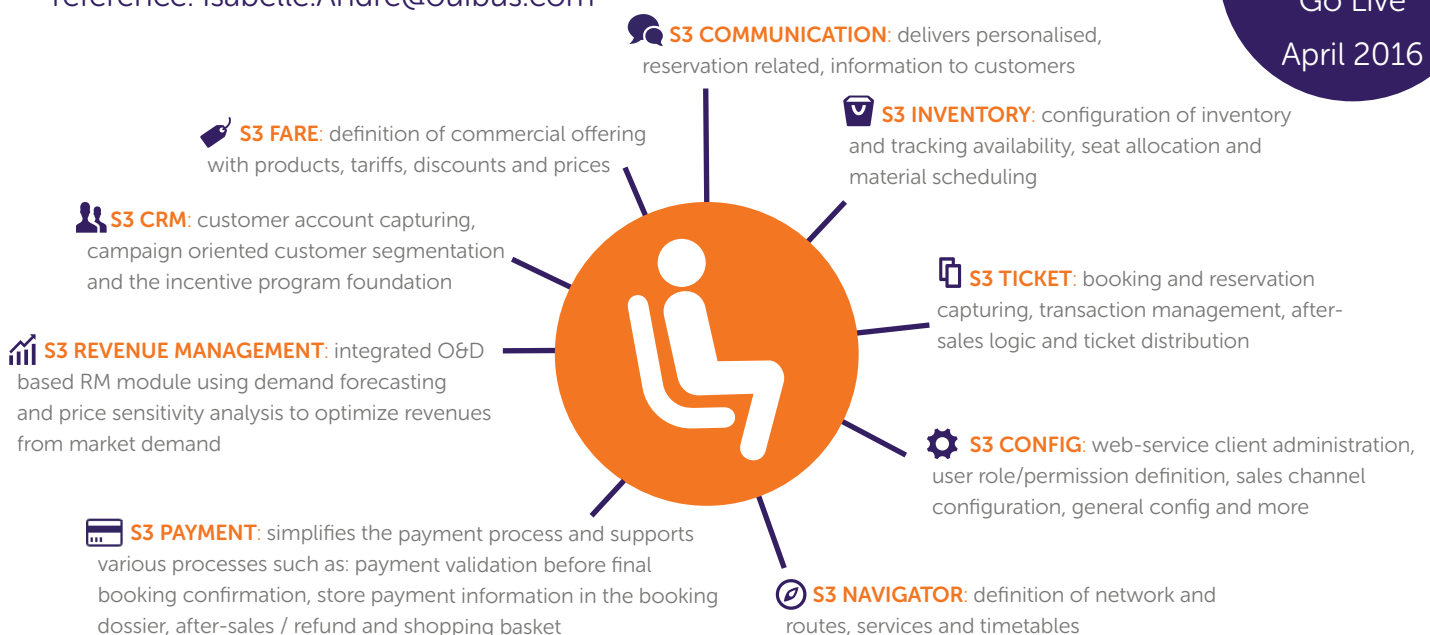 reference: Isabelle.Andre@ouibus.com
Go Live
April 2016
S3 COMMUNICATION: delivers personalised,
reservation related, information to customers
S3 INVENTORY: configuration of inventory
and tracking availability, seat allocation and
material scheduling
S3 FARE: definition of commercial offering
with products, tariffs, discounts and prices
S3 CRM: customer account capturing,
campaign oriented customer segmentation
and the incentive program foundation
S3 TICKET: booking and reservation
capturing, transaction management, after-
sales logic and ticket distribution
S3 REVENUE MANAGEMENT: integrated O&D
based RM module using demand forecasting
and price sensitivity analysis to optimize revenues
from market demand
S3 CONFIG: web-service client administration,
user role/permission definition, sales channel
configuration, general config and more
S3 PAYMENT: simplifies the payment process and supports
various processes such as: payment validation before final
booking confirmation, store payment information in the booking
dossier, after-sales / refund and shopping basket
S3 NAVIGATOR: definition of network and
routes, services and timetables